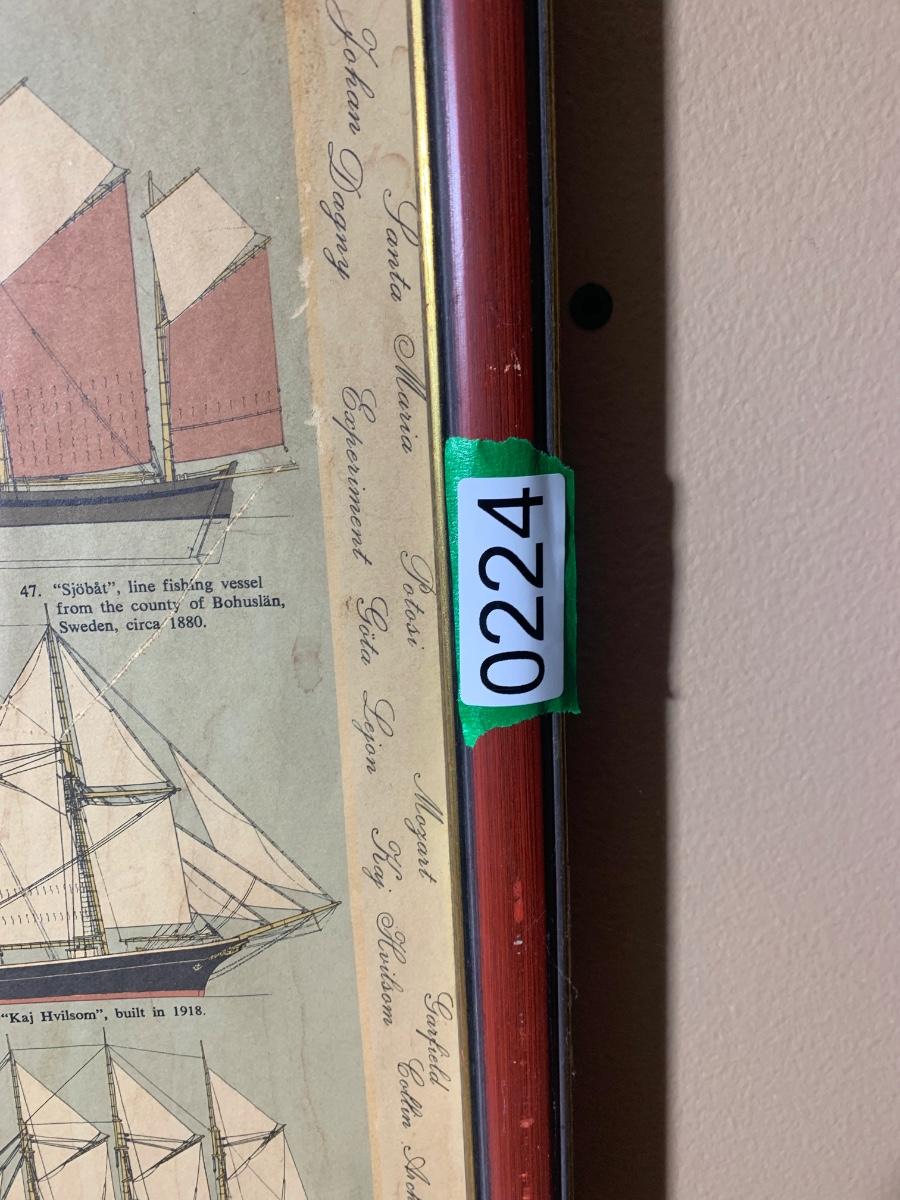 47. "Sjöbåt", line fishing vessel
from the county of Bohuslän,
Sweden, circa 1880.
"Kaj Hvilsom", built in 1918.
Santa Maria Potosi Mozart Garfield
Johan Dagny Experiment Göta Lejon Kaj Hvilsom Collin
0224